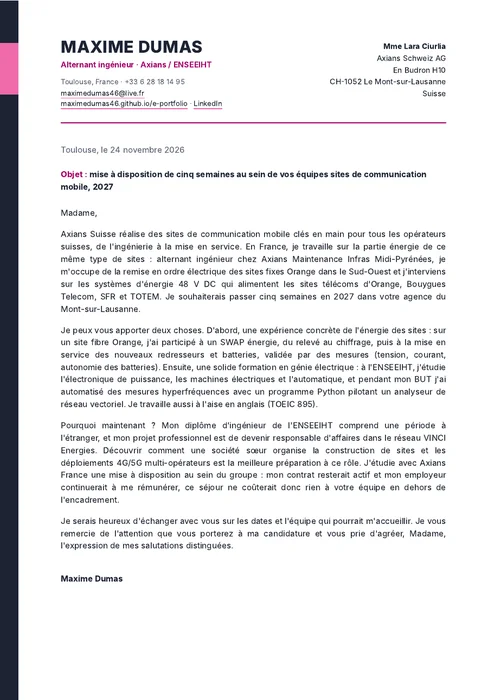 MAXIME DUMAS
Alternant ingénieur · Axians / ENSEEIHT
Toulouse, France · +33 6 28 18 14 95
maximedumas46@live.fr
maximedumas46.github.io/e-portfolio · LinkedIn
Mme Lara Ciurlia
Axians Schweiz AG
En Budron H10
CH-1052 Le Mont-sur-Lausanne
Suisse
Toulouse, le 24 novembre 2026
Objet : mise à disposition de cinq semaines au sein de vos équipes sites de communication
mobile, 2027
Madame,
Axians Suisse réalise des sites de communication mobile clés en main pour tous les opérateurs
suisses, de l'ingénierie à la mise en service. En France, je travaille sur la partie énergie de ce
même type de sites : alternant ingénieur chez Axians Maintenance Infras Midi-Pyrénées, je
m'occupe de la remise en ordre électrique des sites fixes Orange dans le Sud-Ouest et j'interviens
sur les systèmes d'énergie 48 V DC qui alimentent les sites télécoms d'Orange, Bouygues
Telecom, SFR et TOTEM. Je souhaiterais passer cinq semaines en 2027 dans votre agence du
Mont-sur-Lausanne.
Je peux vous apporter deux choses. D'abord, une expérience concrète de l'énergie des sites : sur
un site fibre Orange, j'ai participé à un SWAP énergie, du relevé au chiffrage, puis à la mise en
service des nouveaux redresseurs et batteries, validée par des mesures (tension, courant,
autonomie des batteries). Ensuite, une solide formation en génie électrique : à l'ENSEEIHT, j'étudie
l'électronique de puissance, les machines électriques et l'automatique, et pendant mon BUT j'ai
automatisé des mesures hyperfréquences avec un programme Python pilotant un analyseur de
réseau vectoriel. Je travaille aussi à l'aise en anglais (TOEIC 895).
Pourquoi maintenant ? Mon diplôme d'ingénieur de l'ENSEEIHT comprend une période à
l'étranger, et mon projet professionnel est de devenir responsable d'affaires dans le réseau VINCI
Energies. Découvrir comment une société sœur organise la construction de sites et les
déploiements 4G/5G multi-opérateurs est la meilleure préparation à ce rôle. J'étudie avec Axians
France une mise à disposition au sein du groupe : mon contrat resterait actif et mon employeur
continuerait à me rémunérer, ce séjour ne coûterait donc rien à votre équipe en dehors de
l'encadrement.
Je serais heureux d'échanger avec vous sur les dates et l'équipe qui pourrait m'accueillir. Je vous
remercie de l'attention que vous porterez à ma candidature et vous prie d'agréer, Madame,
l'expression de mes salutations distinguées.
Maxime Dumas